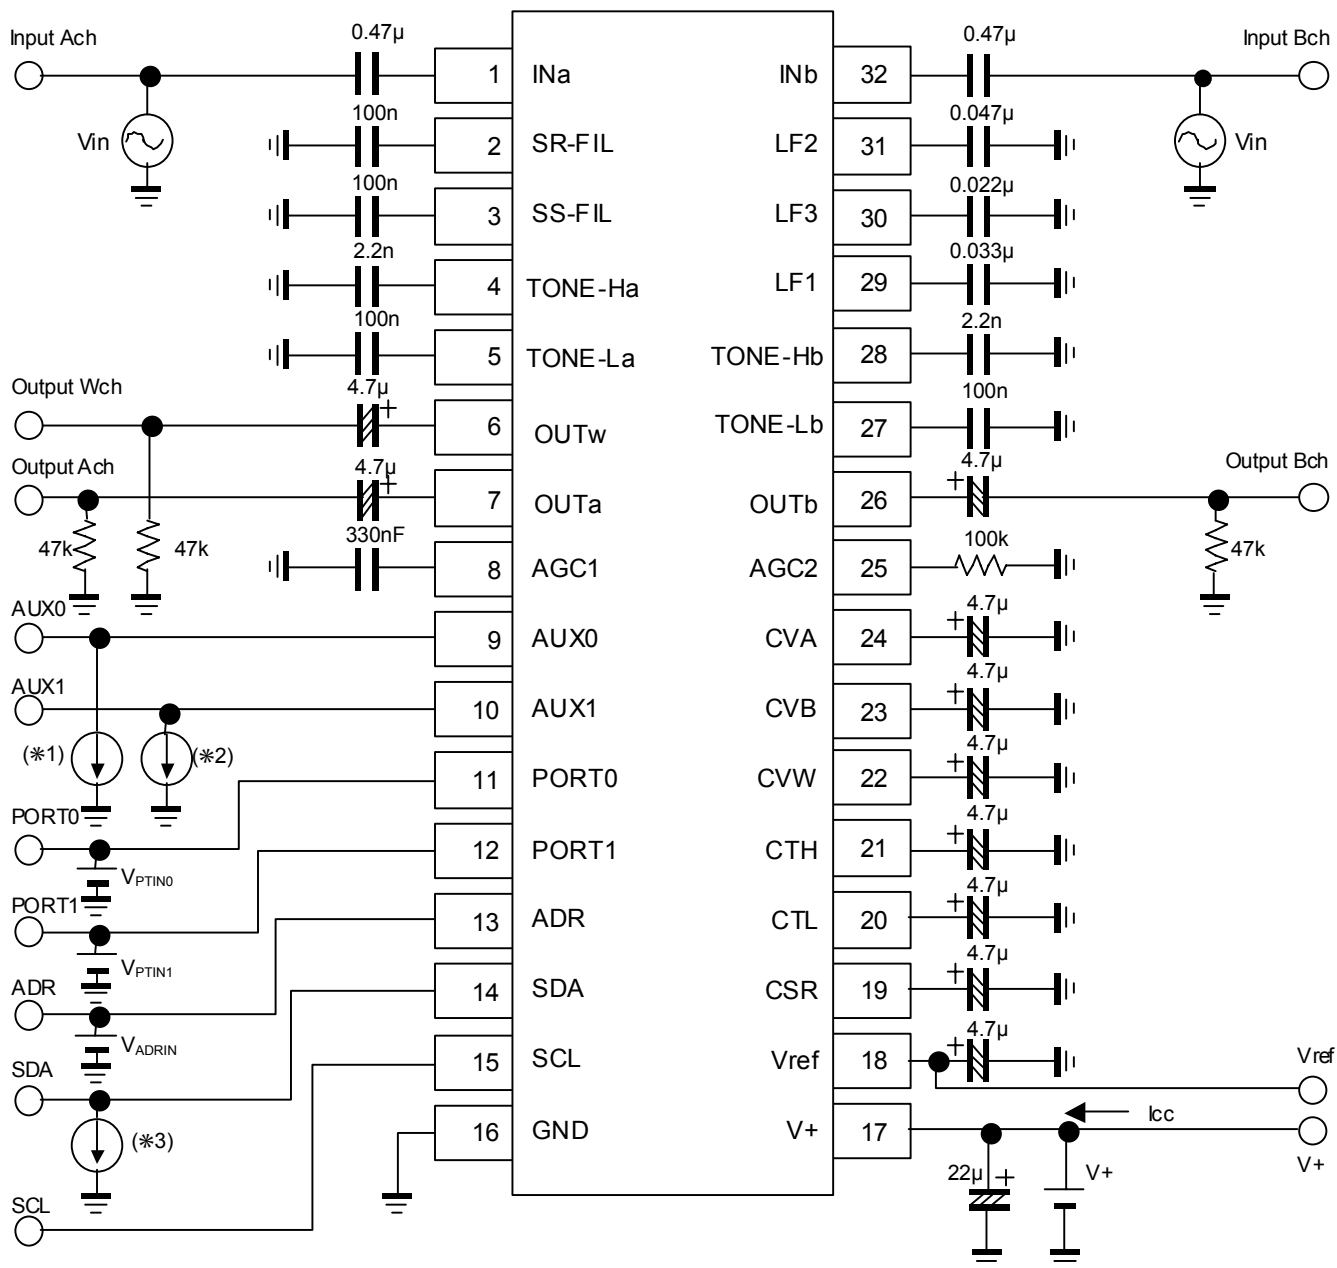 Input Ach
0.47µ
1
INa
INb
32
0.47µ
Input Bch
Vin
100n
2
SR-FIL
LF2
31
0.047µ
Vin
100n
3
SS-FIL
LF3
30
0.022µ
2.2n
4
TONE-Ha
LF1
29
0.033µ
100n
5
TONE-La
TONE-Hb
28
2.2n
Output Wch
4.7µ
+
6
OUTw
TONE-Lb
27
100n
Output Ach
4.7µ
+
7
OUTa
OUTb
26
4.7µ
+
Output Bch
47k
47k
330nF
8
AGC1
AGC2
25
100k
47k
AUX0
9
AUX0
CVA
24
4.7µ
+
AUX1
10
AUX1
CVB
23
4.7µ
+
(※1)
(※2)
11
PORT0
CVW
22
4.7µ
+
PORT0
VPTIN0
12
PORT1
CTH
21
4.7µ
+
PORT1
VPTIN1
13
ADR
CTL
20
4.7µ
+
ADR
VADRIN
14
SDA
CSR
19
4.7µ
+
SDA
(※3)
15
SCL
Vref
18
4.7µ
+
Vref
16
GND
V+
17
Icc
V+
22µ
+
V+
SCL